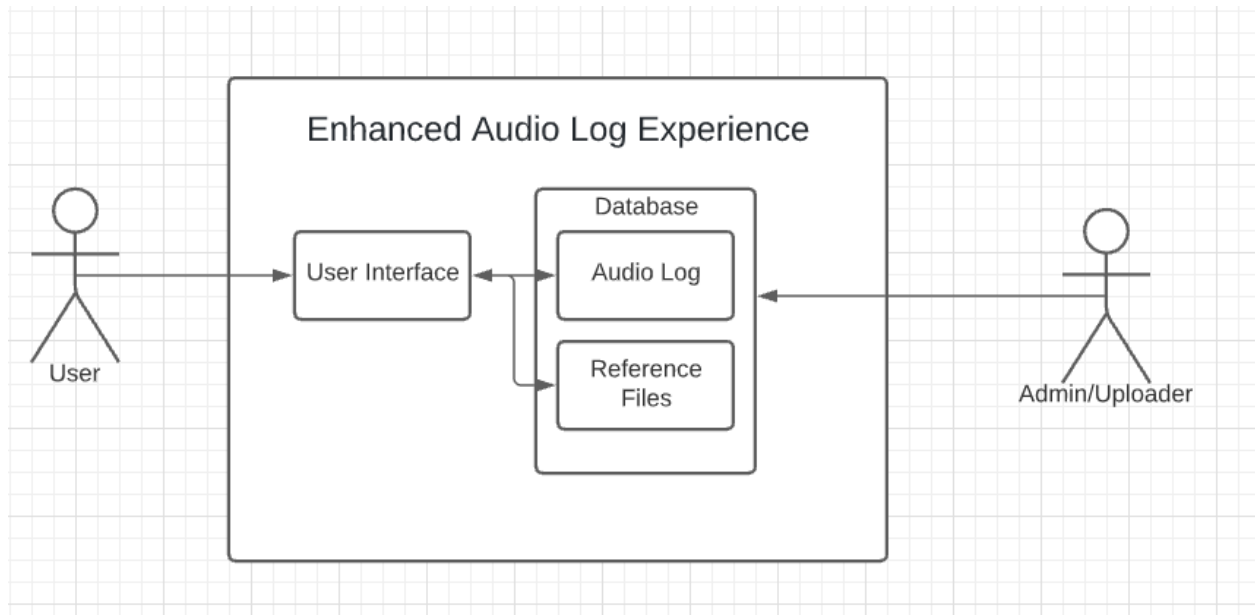 Enhanced Audio Log Experience
Database
User Interface
Audio Log
Reference
Files
User
Admin/Uploader